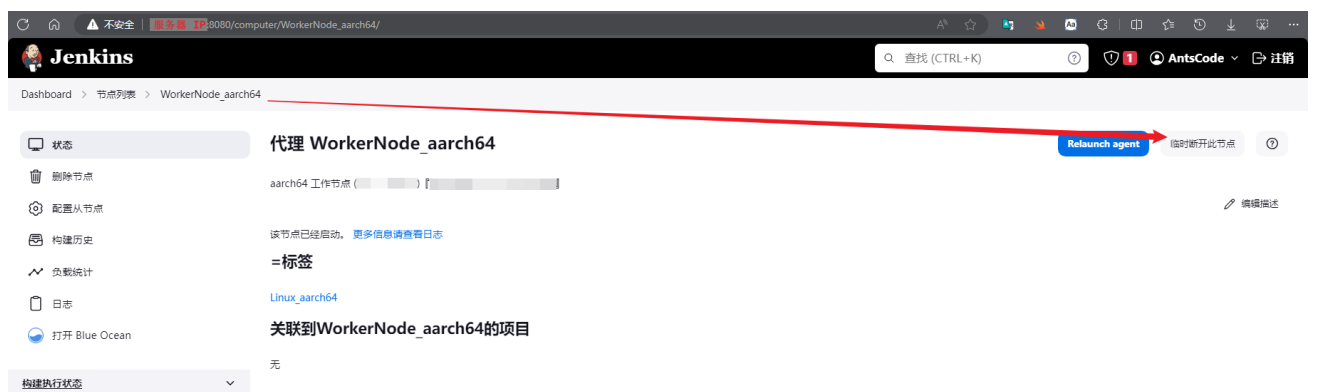 不安全 服务器 IP:8080/computer/WorkerNode_aarch64/
Jenkins
查找 (CTRL+K)
1
AntsCode
注销
Dashboard > 节点列表 > WorkerNode_aarch64
状态
删除节点
配置从节点
构建历史
负载统计
日志
打开 Blue Ocean
构建执行状态
代理 WorkerNode_aarch64
Relaunch agent
临时断开此节点
aarch64 工作节点 (
编辑描述
该节点已经启动。 更多信息请查看日志
=标签
Linux_aarch64
关联到WorkerNode_aarch64的项目
无